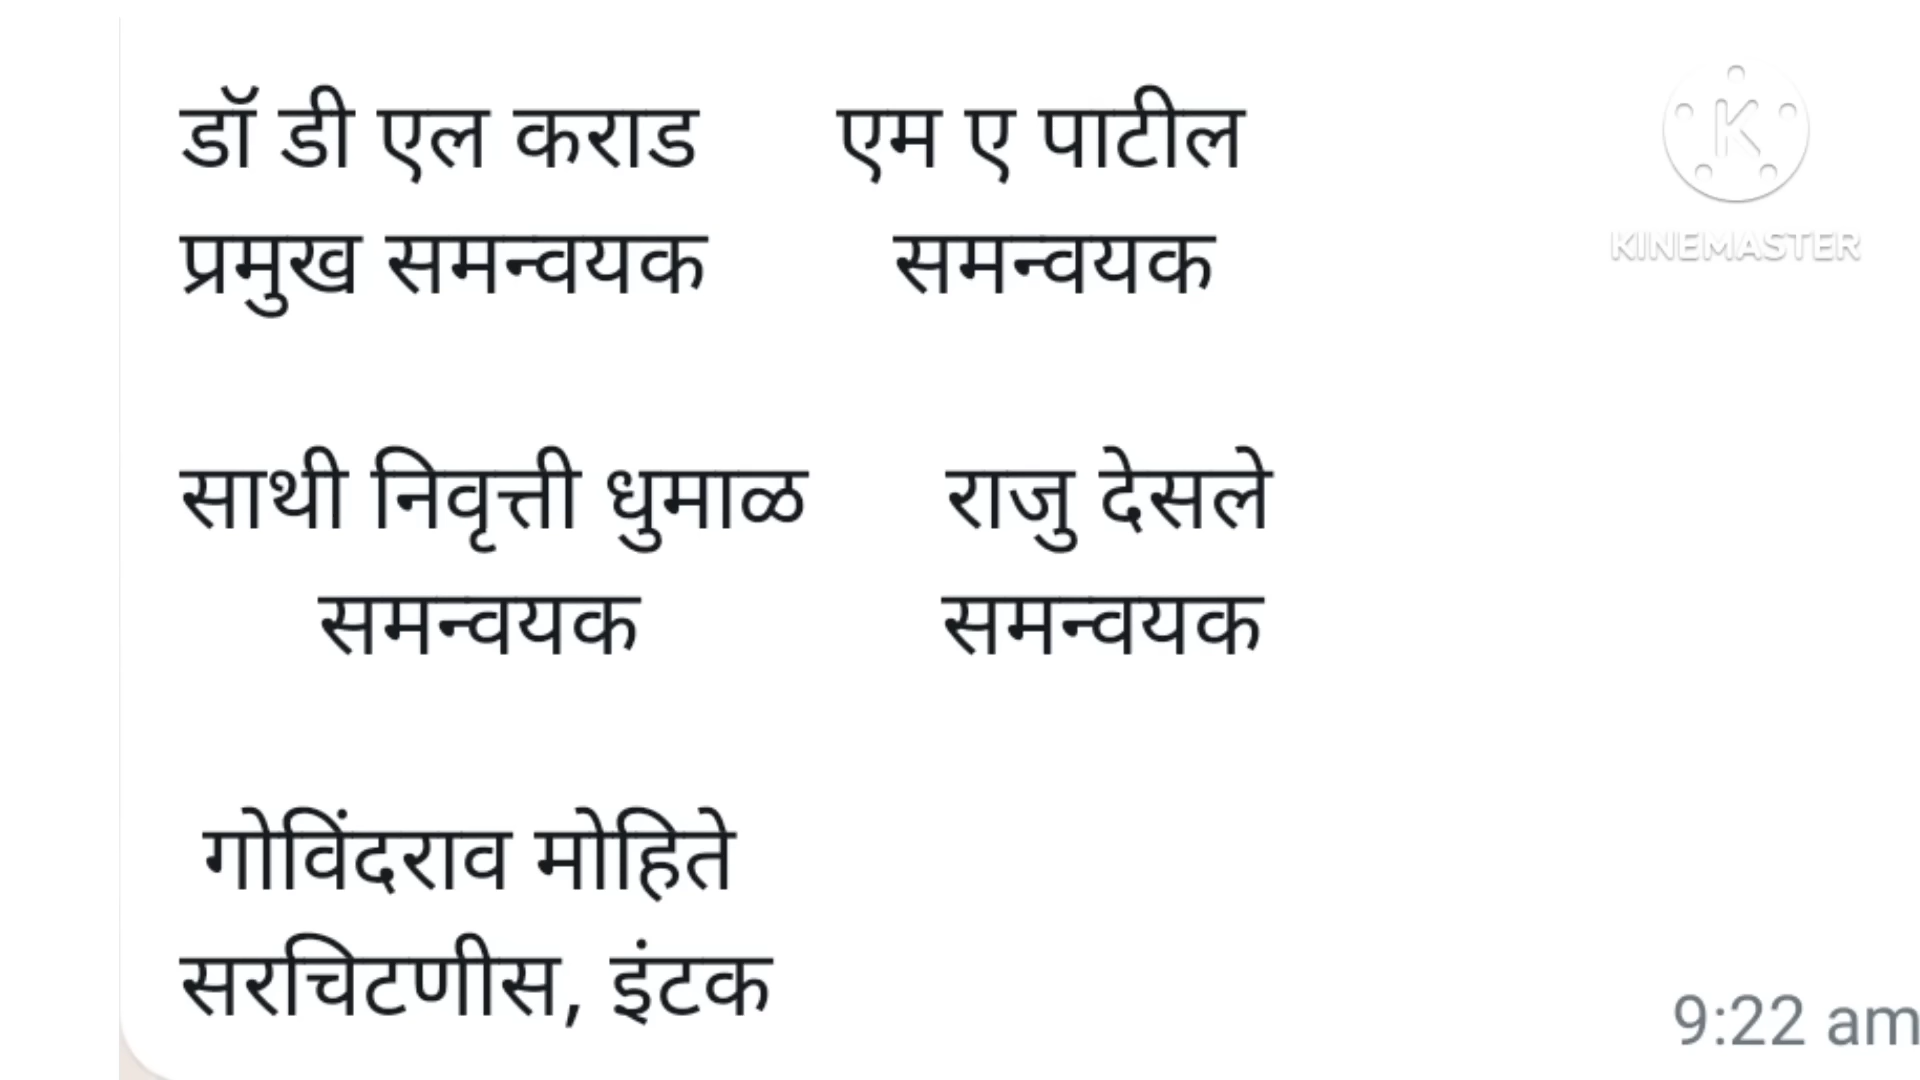 डॉ डी एल कराड      एम ए पाटील
प्रमुख समन्वयक        समन्वयक
साथी निवृत्ती धुमाळ      राजु देसले
समन्वयक             समन्वयक
गोविंदराव मोहिते
सरचिटणीस, इंटक
9:22 am
K
KINEMASTER